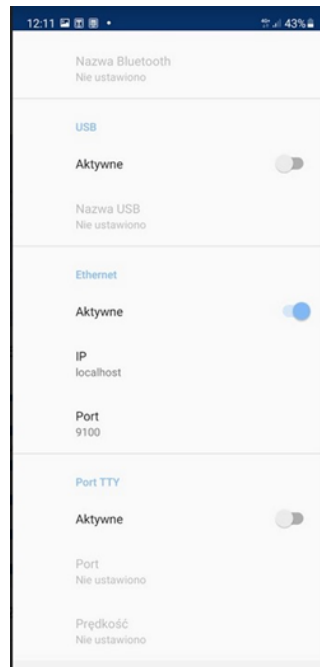 12:11
43%
Nazwa Bluetooth
Nie ustawiono
USB
Aktywne
Nazwa USB
Nie ustawiono
Ethernet
Aktywne
IP
localhost
Port
9100
Port TTY
Aktywne
Port
Nie ustawiono
Prędkość
Nie ustawiono